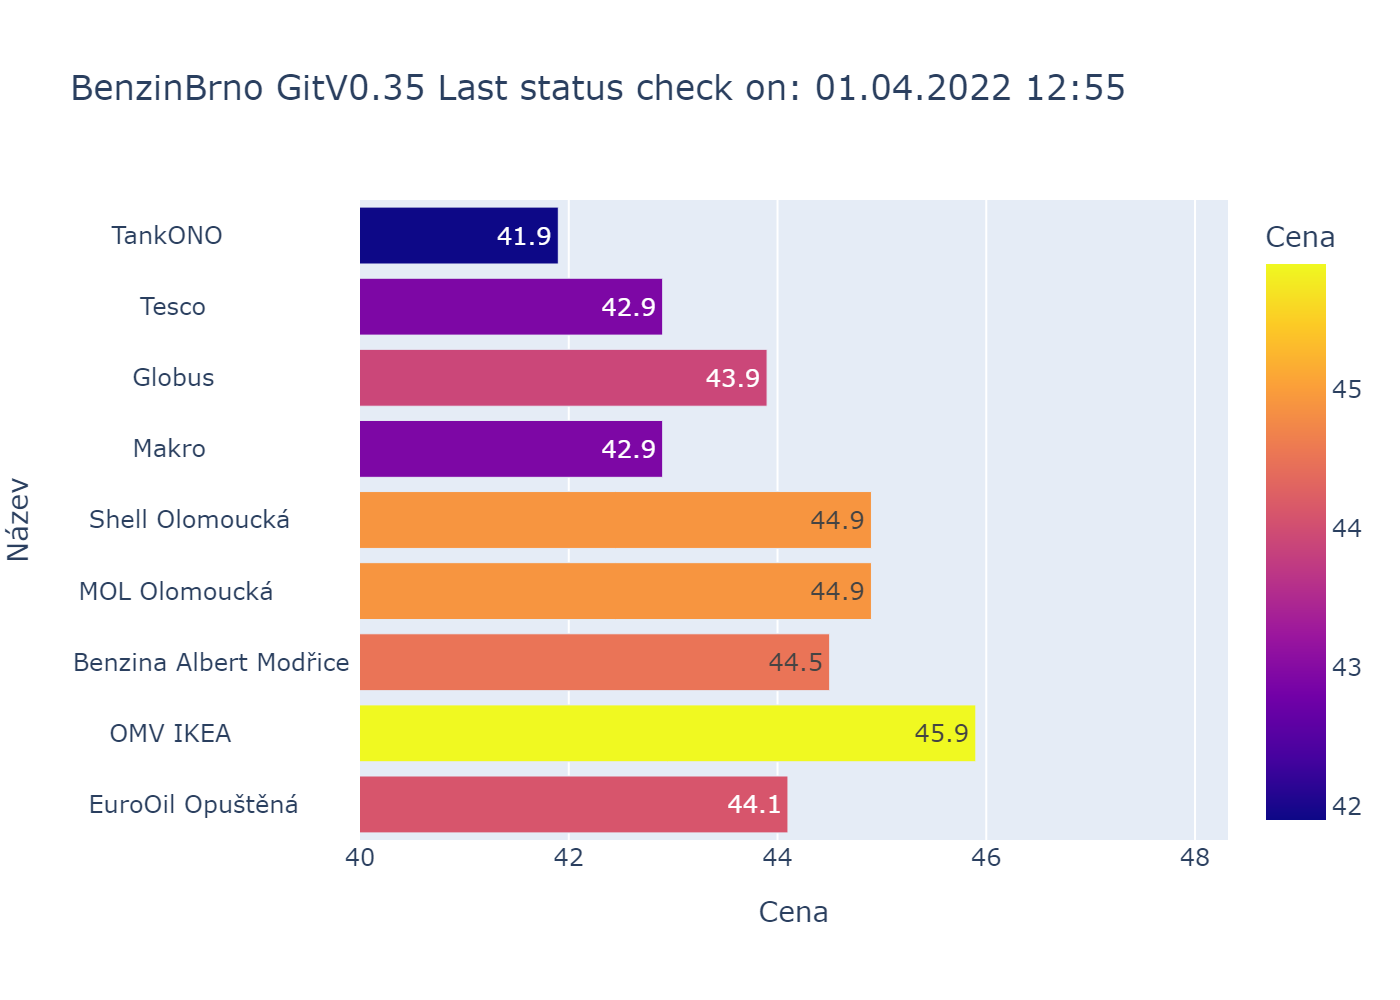 BenzinBrno GitV0.35 Last status check on: 01.04.2022 12:55
Název
TankONO 41.9
Tesco 42.9
Globus 43.9
Makro 42.9
Shell Olomoucká 44.9
MOL Olomoucká 44.9
Benzina Albert Modřice 44.5
OMV IKEA 45.9
EuroOil Opuštěná 44.1
40 42 44 46 48
Cena
Cena
45
44
43
42